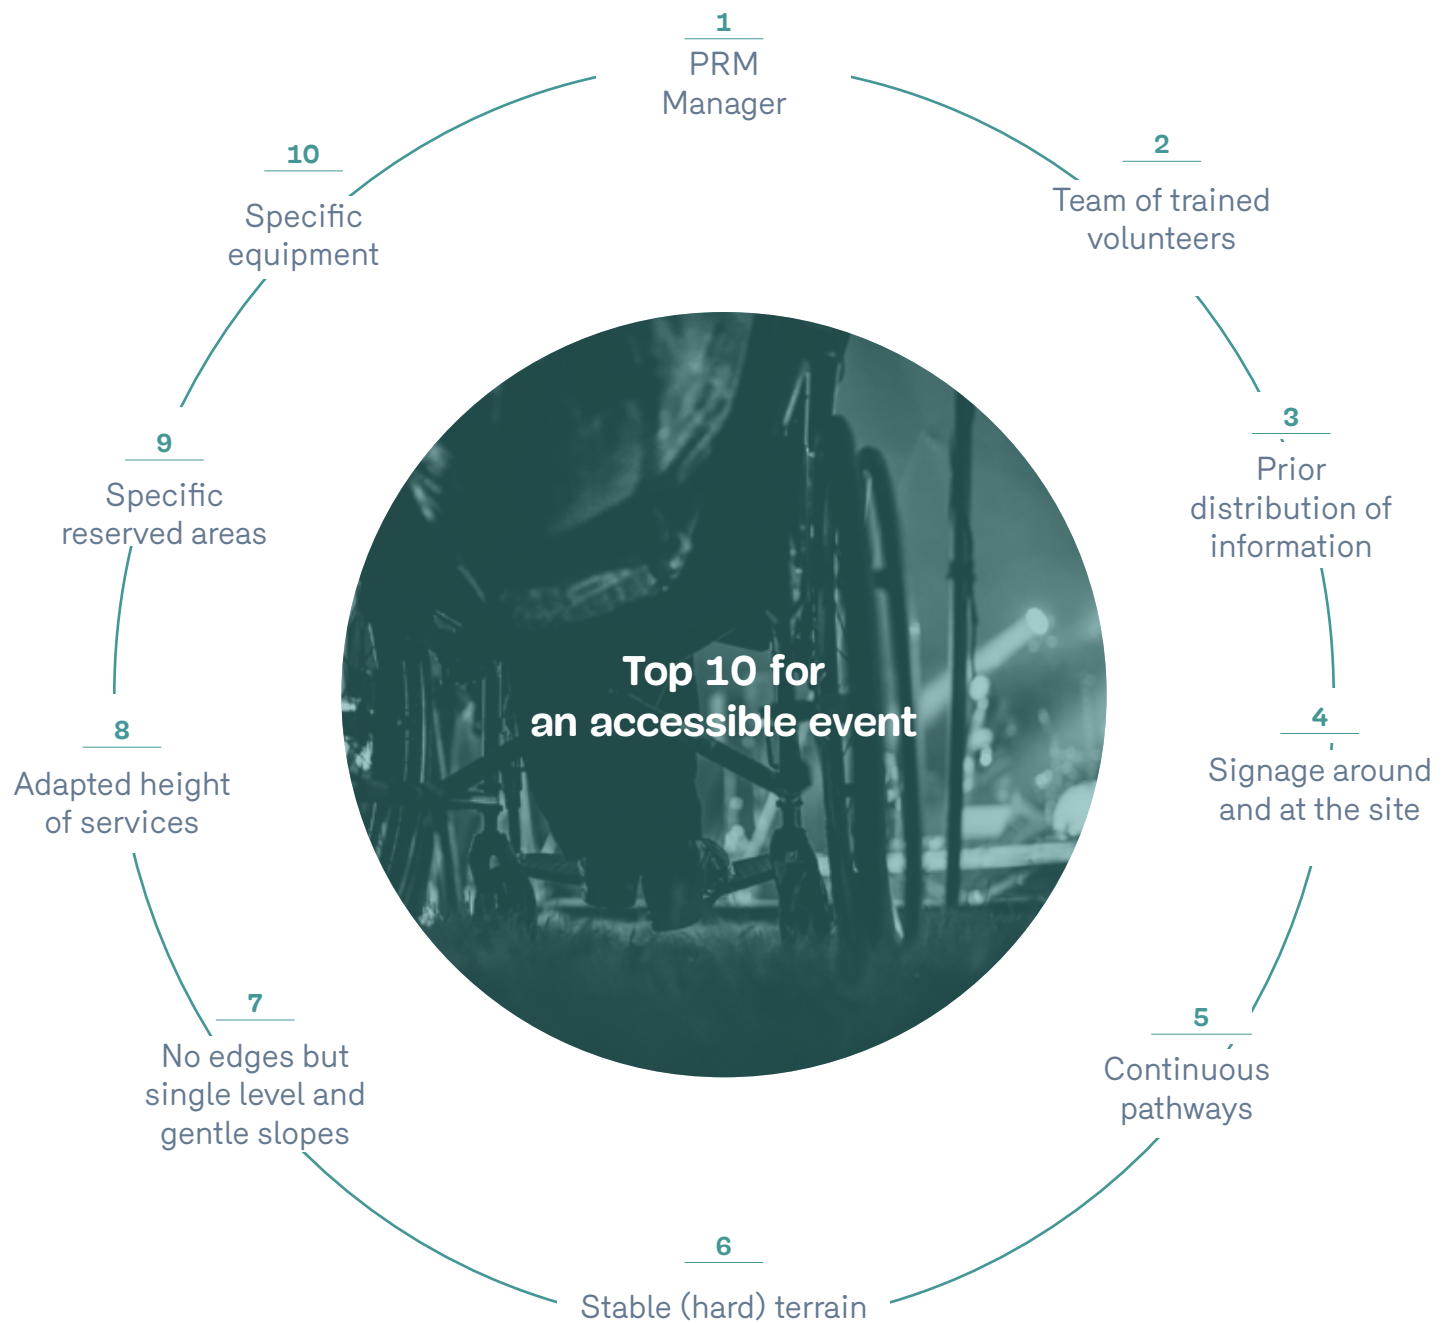 1
PRM
Manager
2
Team of trained
volunteers
3
Prior
distribution of
information
4
Signage around
and at the site
5
Continuous
pathways
6
Stable (hard) terrain
7
No edges but
single level and
gentle slopes
8
Adapted height
of services
9
Specific
reserved areas
10
Specific
equipment
Top 10 for
an accessible event